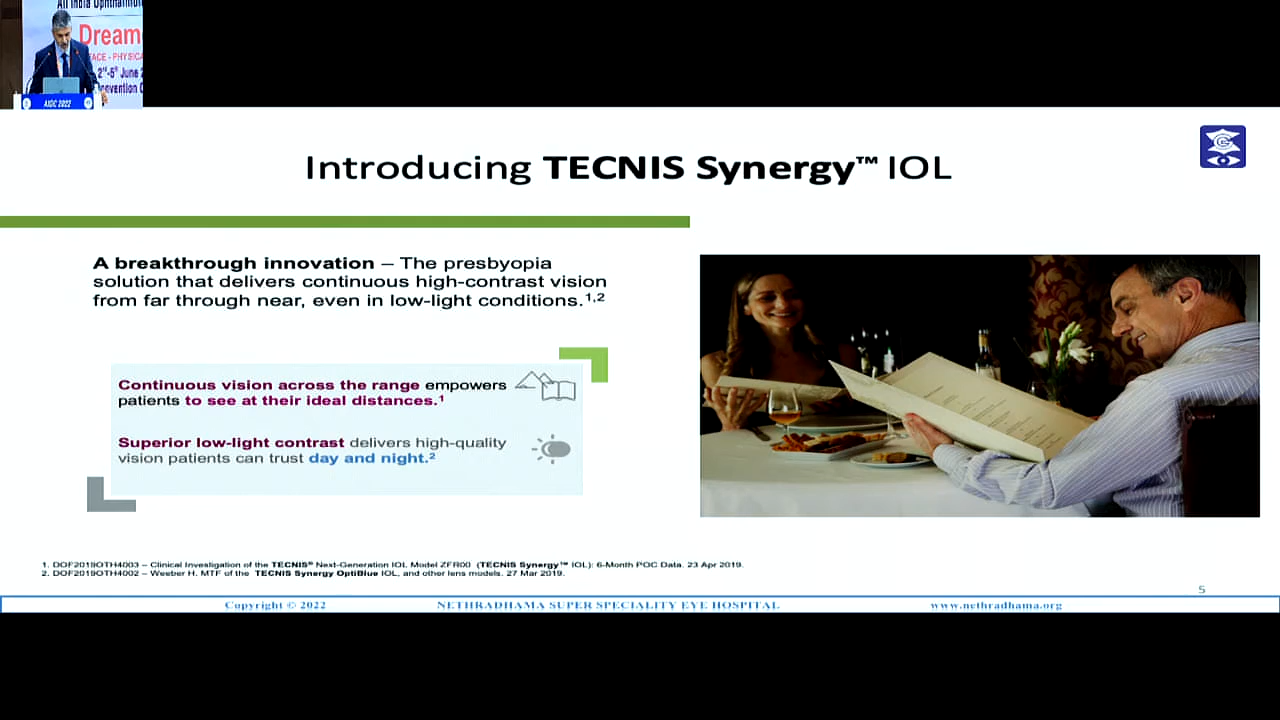 All India Ophthalmol
Dream
2nd-5th June 2
AIOC 2022
Introducing TECNIS Synergy™ IOL
A breakthrough innovation – The presbyopia
solution that delivers continuous high-contrast vision
from far through near, even in low-light conditions.1,2
Continuous vision across the range empowers
patients to see at their ideal distances.1
Superior low-light contrast delivers high-quality
vision patients can trust day and night.2
1. DOF2019OTH4003 – Clinical Investigation of the TECNIS® Next-Generation IOL Model ZFR00 (TECNIS Synergy™ IOL): 6-Month POC Data. 23 Apr 2019.
2. DOF2019OTH4002 – Weeber H. MTF of the TECNIS Synergy OptiBlue IOL, and other lens models. 27 Mar 2019.
5
Copyright © 2022 NETHRADHAMA SUPER SPECIALITY EYE HOSPITAL www.nethradhama.org